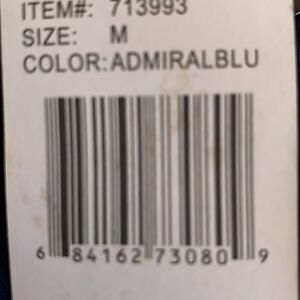 ITEM#: 713993
SIZE: M
COLOR: ADMIRALBLU
6 84162 73080 9